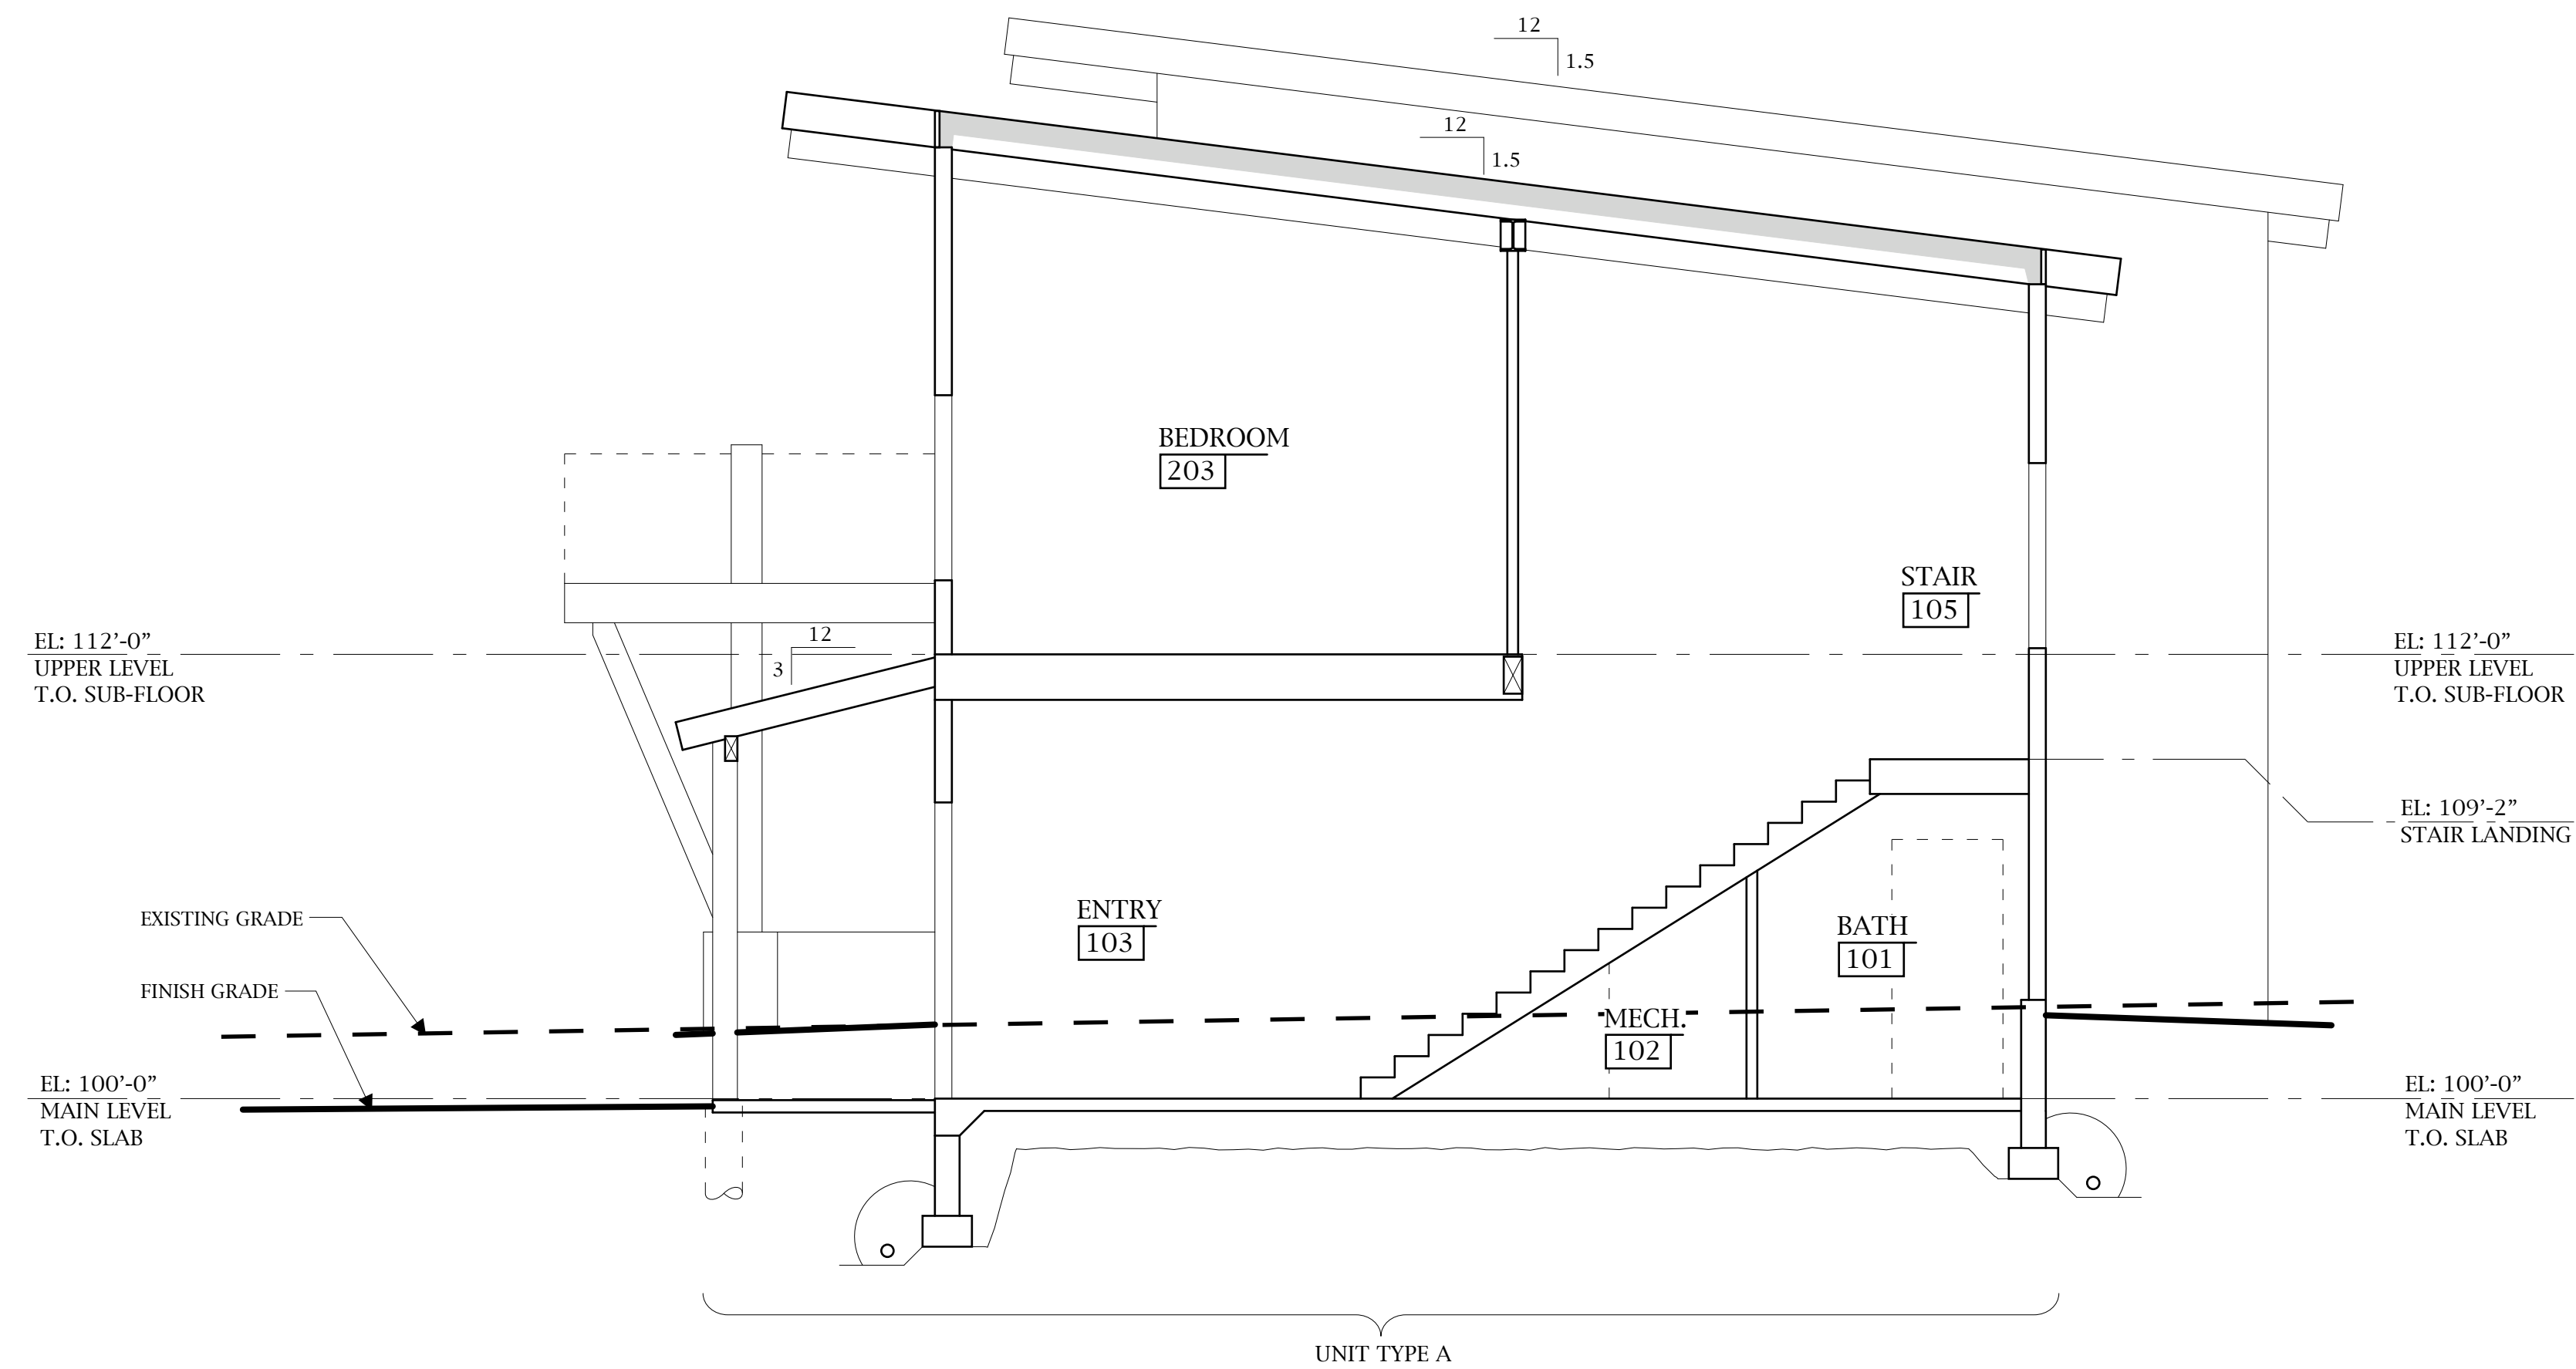 12
1.5
12
1.5
BEDROOM
203
STAIR
105
12
3
EL: 112’-0”
UPPER LEVEL
T.O. SUB-FLOOR
EL: 112’-0”
UPPER LEVEL
T.O. SUB-FLOOR
EL: 109’-2”
STAIR LANDING
EXISTING GRADE
FINISH GRADE
ENTRY
103
BATH
101
MECH.
102
EL: 100’-0”
MAIN LEVEL
T.O. SLAB
EL: 100’-0”
MAIN LEVEL
T.O. SLAB
UNIT TYPE A